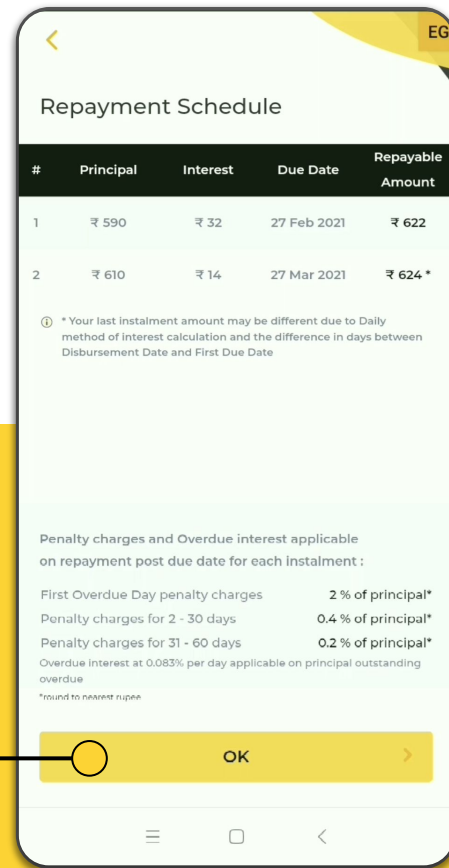 EG
Repayment Schedule
# Principal Interest Due Date Repayable Amount
1 ₹ 590 ₹ 32 27 Feb 2021 ₹ 622
2 ₹ 610 ₹ 14 27 Mar 2021 ₹ 624 *
* Your last instalment amount may be different due to Daily
method of interest calculation and the difference in days between
Disbursement Date and First Due Date
Penalty charges and Overdue interest applicable
on repayment post due date for each instalment :
First Overdue Day penalty charges 2 % of principal*
Penalty charges for 2 - 30 days 0.4 % of principal*
Penalty charges for 31 - 60 days 0.2 % of principal*
Overdue interest at 0.083% per day applicable on principal outstanding
overdue
*round to nearest rupee
OK